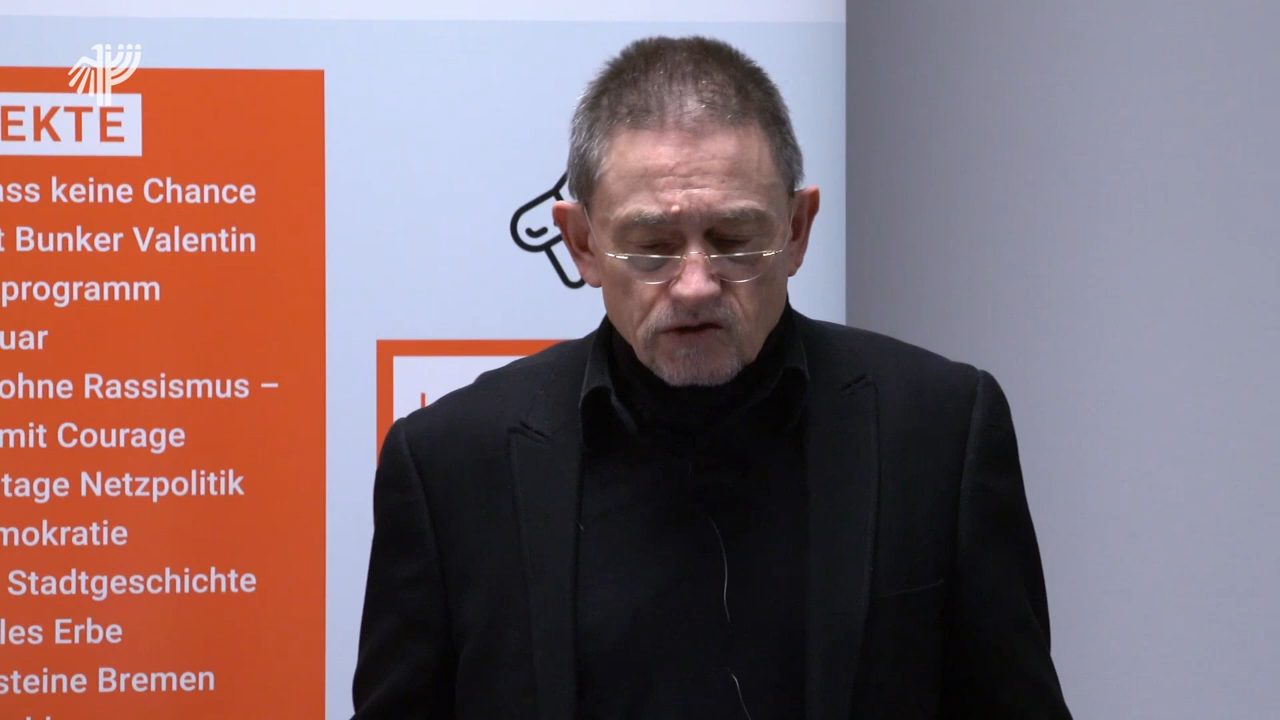 EKTE
ass keine Chance
t Bunker Valentin
programm
uar
ohne Rassismus –
mit Courage
tage Netzpolitik
mokratie
Stadtgeschichte
les Erbe
steine Bremen